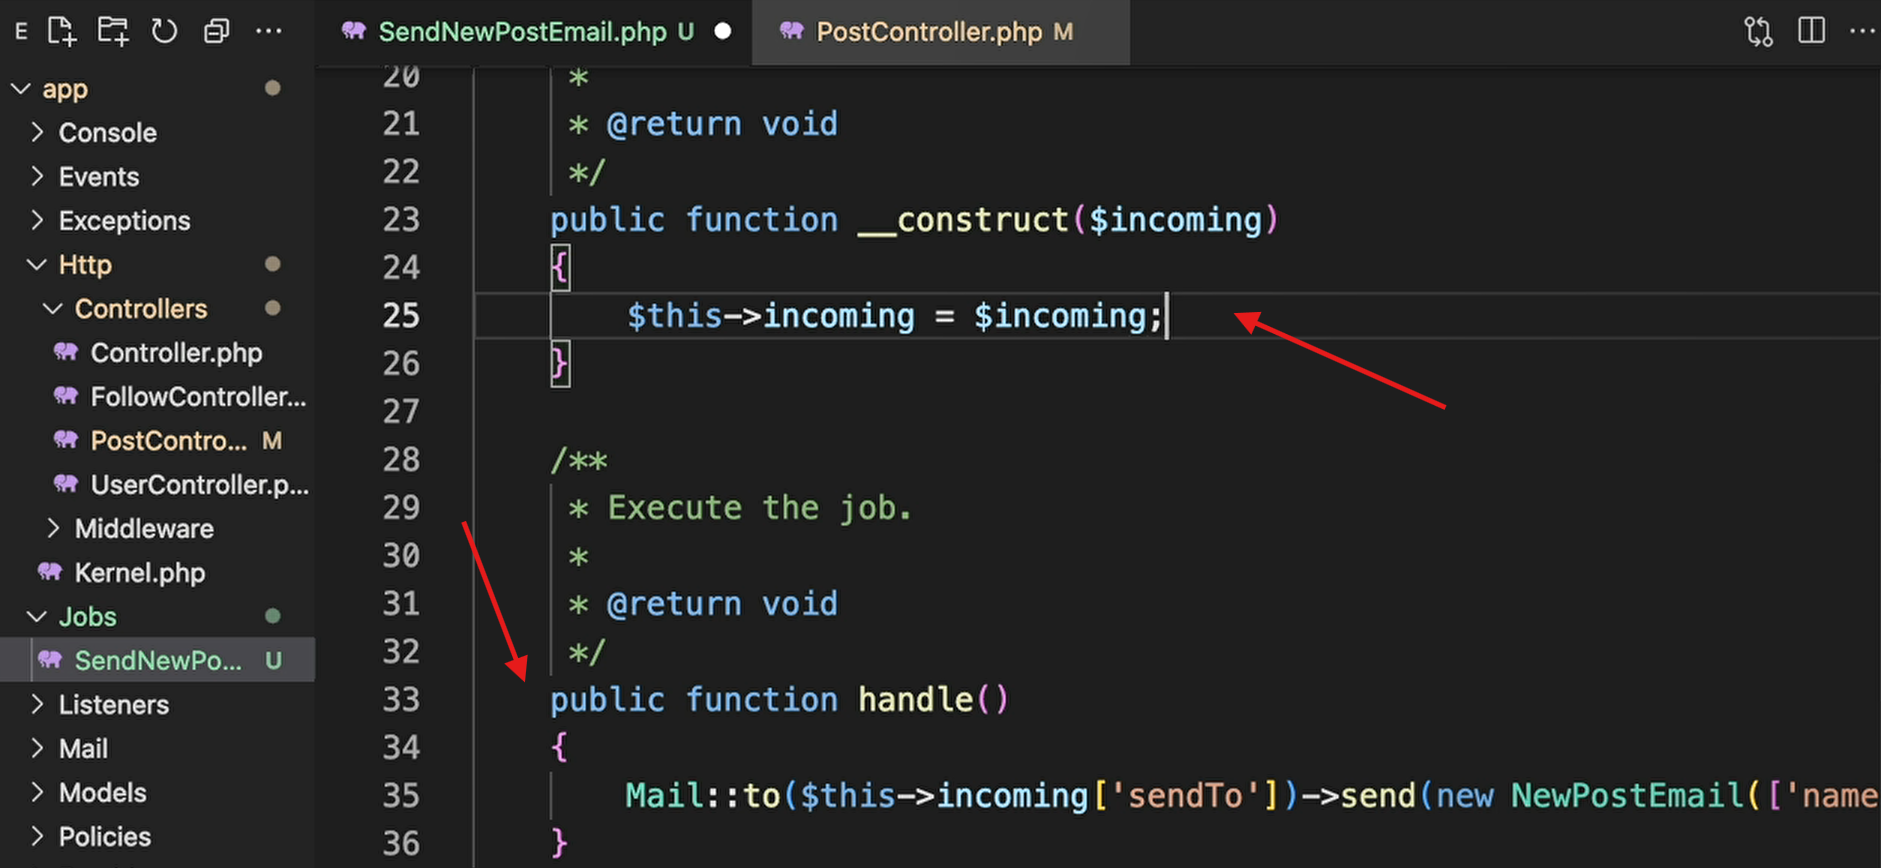 E
SendNewPostEmail.php U
PostController.php M
app
Console
Events
Exceptions
Http
Controllers
Controller.php
FollowController...
PostContro... M
UserController.p...
Middleware
Kernel.php
Jobs
SendNewPo... U
Listeners
Mail
Models
Policies
20 *
21 * @return void
22 */
23 public function __construct($incoming)
24 {
25 $this->incoming = $incoming;
26 }
27
28 /**
29 * Execute the job.
30 *
31 * @return void
32 */
33 public function handle()
34 {
35 Mail::to($this->incoming['sendTo'])->send(new NewPostEmail(['name
36 }